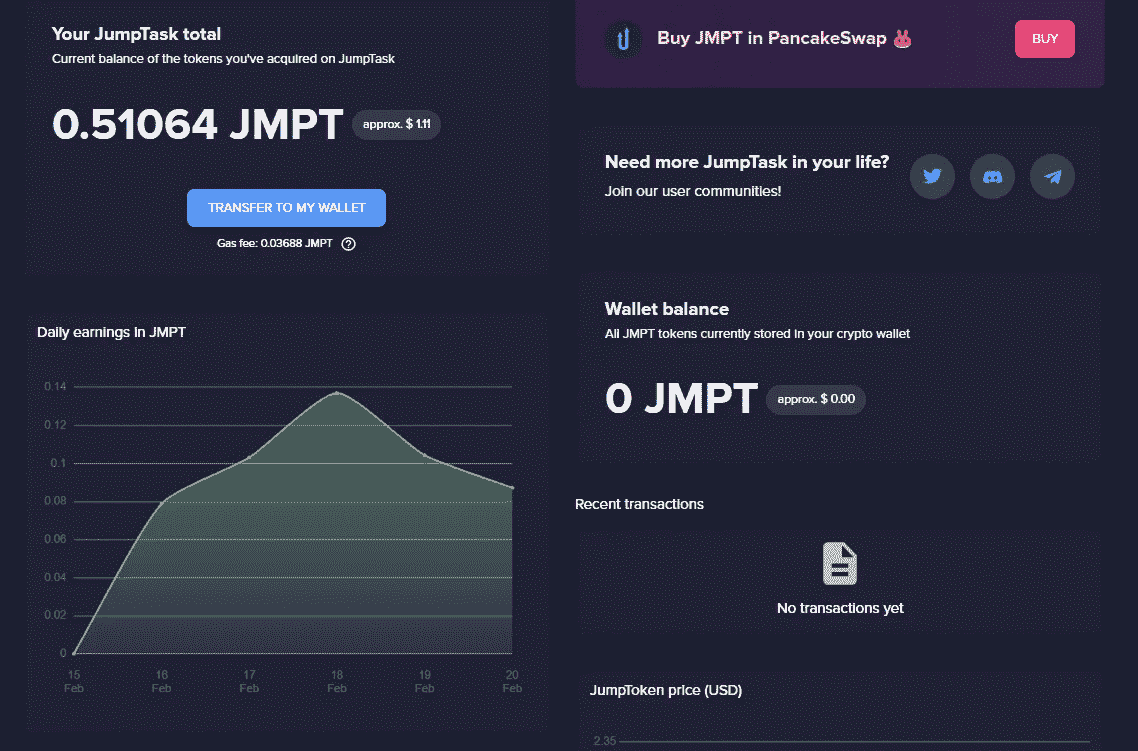 Your JumpTask total
Current balance of the tokens you've acquired on JumpTask
0.51064 JMPT
approx. $ 1.11
TRANSFER TO MY WALLET
Gas fee: 0.03688 JMPT
Daily earnings in JMPT
0.14
0.12
0.1
0.08
0.06
0.04
0.02
0
15 Feb
16 Feb
17 Feb
18 Feb
19 Feb
20 Feb
Buy JMPT in PancakeSwap
BUY
Need more JumpTask in your life?
Join our user communities!
Wallet balance
All JMPT tokens currently stored in your crypto wallet
0 JMPT
approx. $ 0.00
Recent transactions
No transactions yet
JumpToken price (USD)
2.35